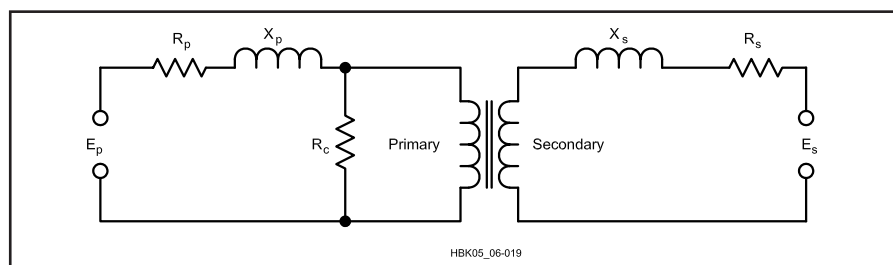 Rp
Xp
Xs
Rs
Ep
Rc
Primary
Secondary
Es
HBK05_06-019